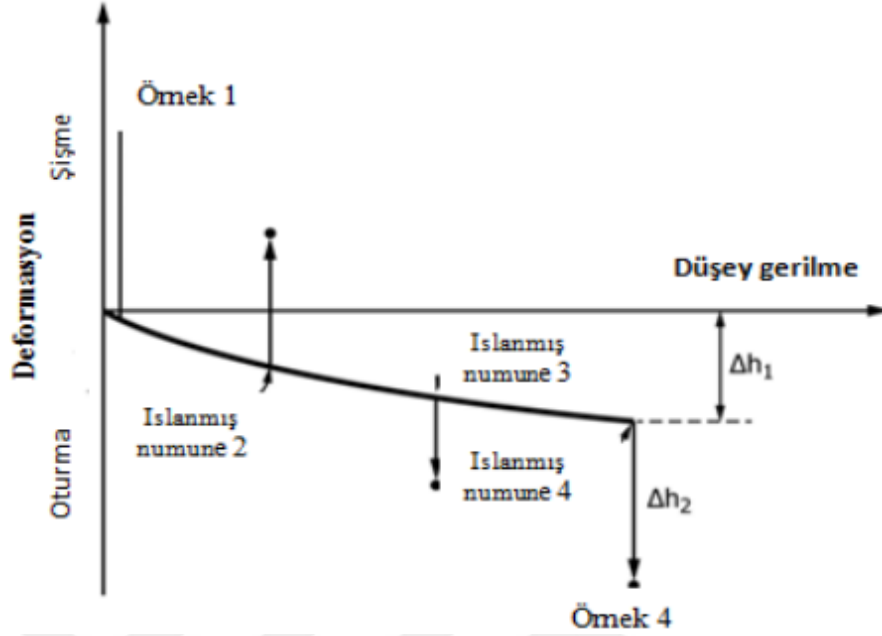 Örnek 1
Şişme
Deformasyon
Oturma
Düşey gerilme
Islanmış
numune 3
Δh₁
Islanmış
numune 2
Islanmış
numune 4
Δh₂
Örnek 4